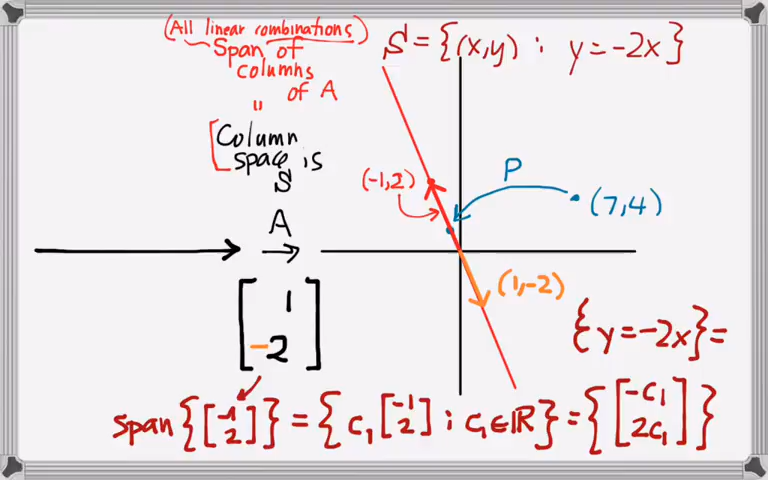 (All linear combinations)
Span of
columns
of A
"
Column
space is
S
A
→
[1
-2]
S = {(x,y) : y = -2x}
(-1,2)
P
(7,4)
(1,-2)
{y = -2x} =
span {[-1
2]} = {c₁ [-1
2] : c₁ ∈ ℝ} = {[-c₁
2c₁]}